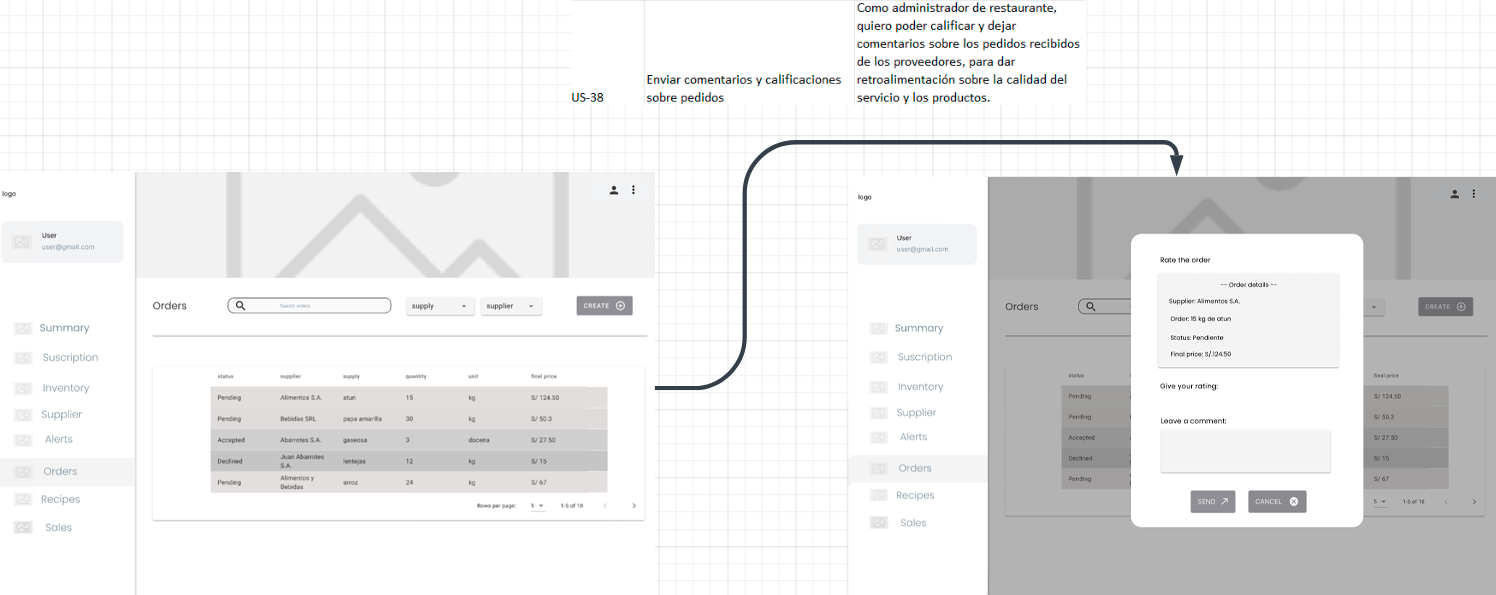 US-38
Enviar comentarios y calificaciones
sobre pedidos
Como administrador de restaurante,
quiero poder calificar y dejar
comentarios sobre los pedidos recibidos
de los proveedores, para dar
retroalimentación sobre la calidad del
servicio y los productos.
logo
User
user@gmail.com
Summary
Suscription
Inventory
Supplier
Alerts
Orders
Recipes
Sales
Orders
Search orders
supply
supplier
CREATE
status supplier supply quantity unit final price
Pending Alimentos S.A. atun 15 kg S/ 124.50
Pending Bebidas SRL papa amarilla 30 kg S/ 50.3
Accepted Abarrotes S.A. gaseosa 3 docena S/ 27.50
Declined Juan Abarrotes S.A. lentejas 12 kg S/ 15
Pending Alimentos y Bebidas arroz 24 kg S/ 67
Rows per page: 5 1-5 of 18
logo
User
user@gmail.com
Summary
Suscription
Inventory
Supplier
Alerts
Orders
Recipes
Sales
Orders
CREATE
status final price
Pending S/ 124.50
Pending S/ 50.3
Accepted S/ 27.50
Declined S/ 15
Pending S/ 67
5 1-5 of 18
Rate the order
-- Order details --
Supplier: Alimentos S.A.
Order: 15 kg de atun
Status: Pendiente
Final price: S/.124.50
Give your rating:
Leave a comment:
SEND
CANCEL